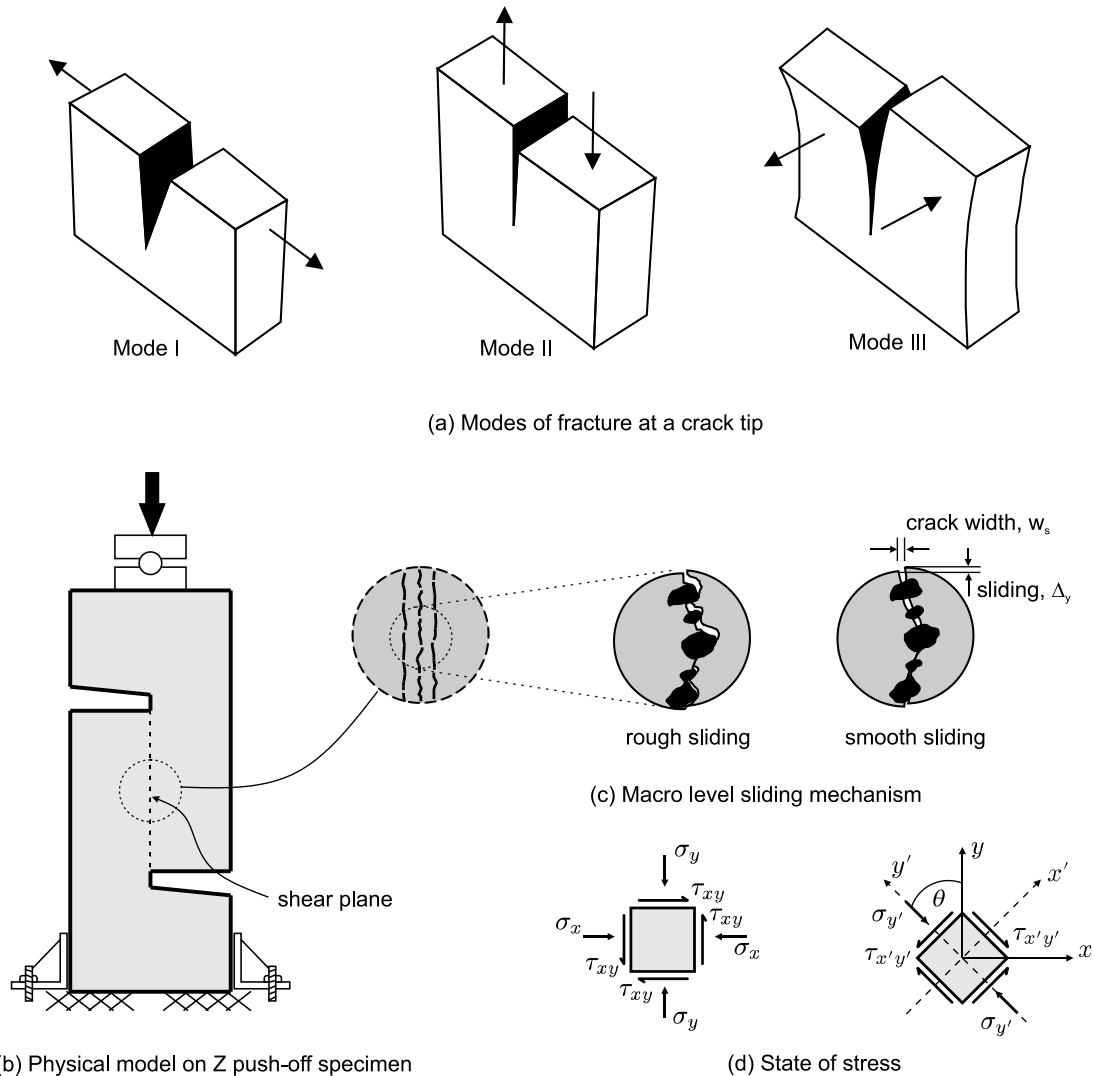 Mode I
Mode II
Mode III
(a) Modes of fracture at a crack tip
crack width, wₛ
sliding, Δy
rough sliding
smooth sliding
(c) Macro level sliding mechanism
shear plane
σy
τxy
τxy
σx
σx
τxy
τxy
σy
y′
y
x′
θ
σy′
τx′y′
τx′y′
x
σy′
(b) Physical model on Z push-off specimen
(d) State of stress